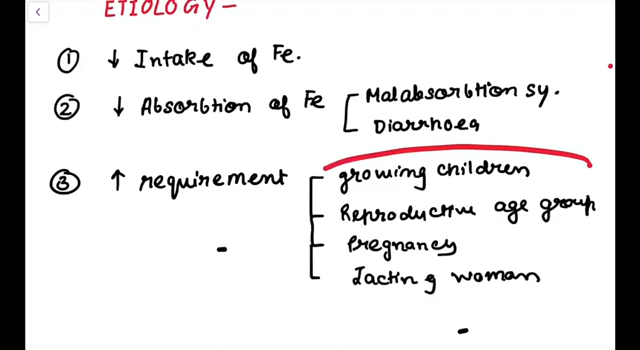 ETIOLOGY -
① ↓ Intake of Fe.
② ↓ Absorbtion of Fe
Malabsorbtion sy.
Diarrhoea
③ ↑ requirement
growing children
Reproductive age group
Pregnancy
Lacting woman